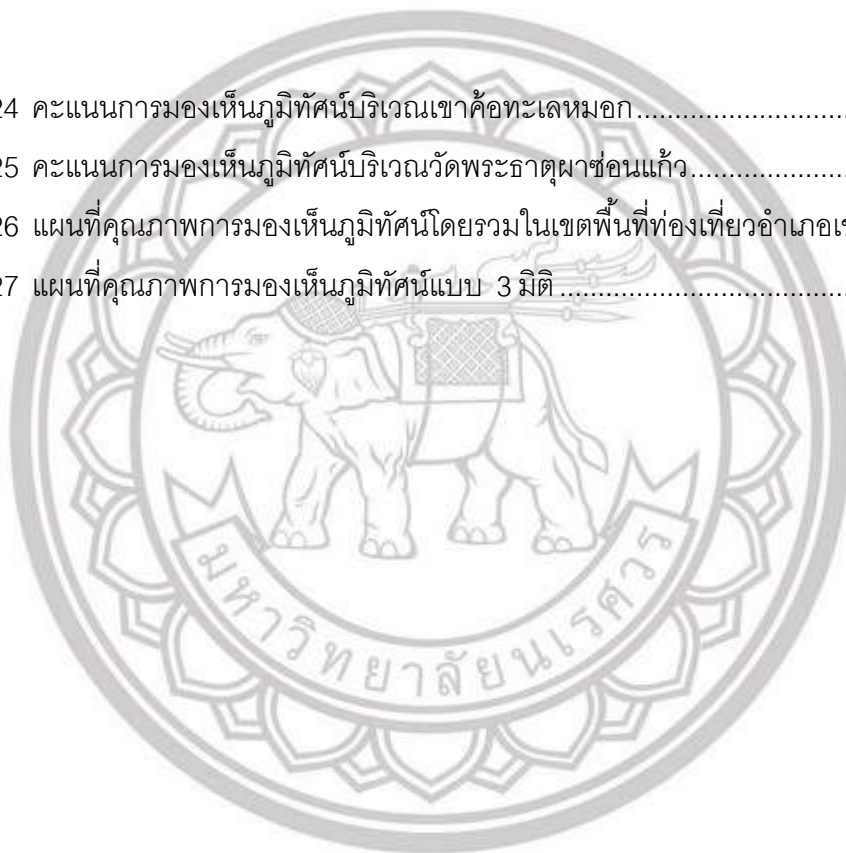 24 คะแนนการมองเห็นภูมิทัศน์บริเวณเขาค้อทะเลหมอก..............................
25 คะแนนการมองเห็นภูมิทัศน์บริเวณวัดพระธาตุผาซ่อนแก้ว.....................
26 แผนที่คุณภาพการมองเห็นภูมิทัศน์โดยรวมในเขตพื้นที่ท่องเที่ยวอำเภอเข
27 แผนที่คุณภาพการมองเห็นภูมิทัศน์แบบ 3 มิติ......................................
มหาวิทยาลัยนเรศวร